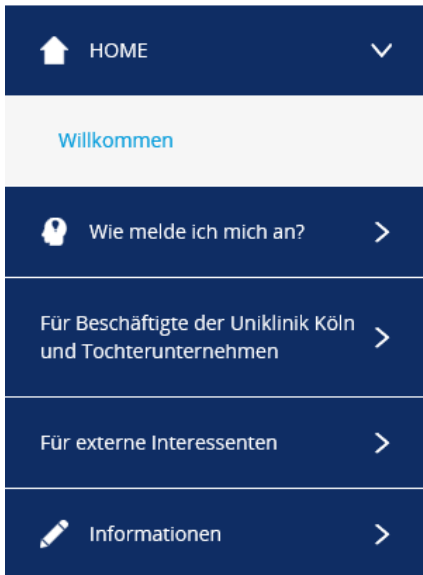 HOME
Willkommen
Wie melde ich mich an?
Für Beschäftigte der Uniklinik Köln
und Tochterunternehmen
Für externe Interessenten
Informationen